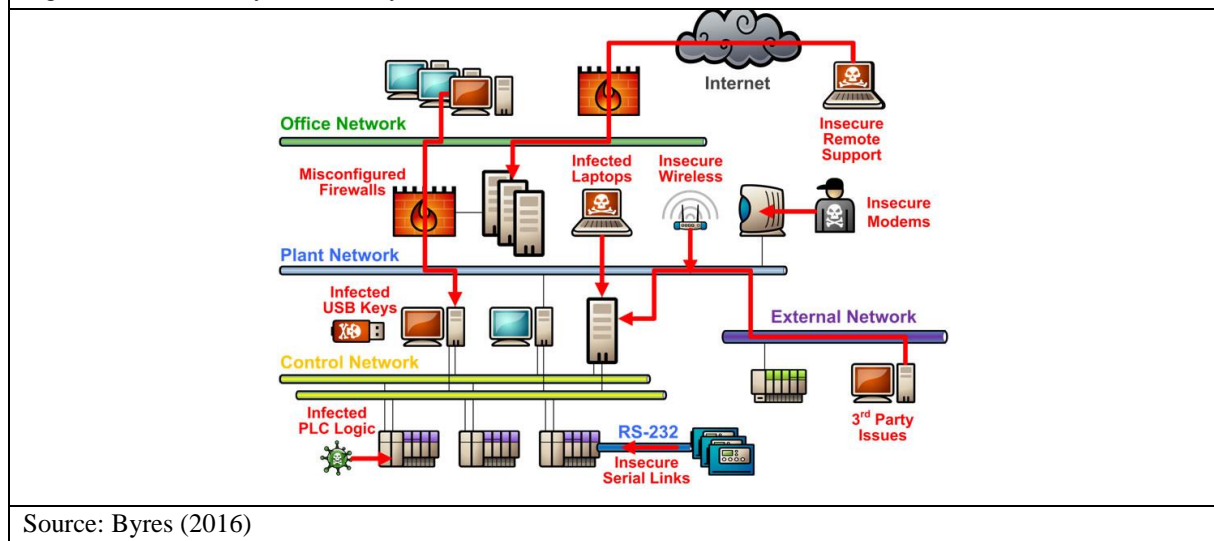 Internet
Insecure
Remote
Support
Office Network
Misconfigured
Firewalls
Infected
Laptops
Insecure
Wireless
Insecure
Modems
Plant Network
Infected
USB Keys
External Network
Control Network
3rd Party
Issues
Infected
PLC Logic
RS-232
Insecure
Serial Links
Source: Byres (2016)